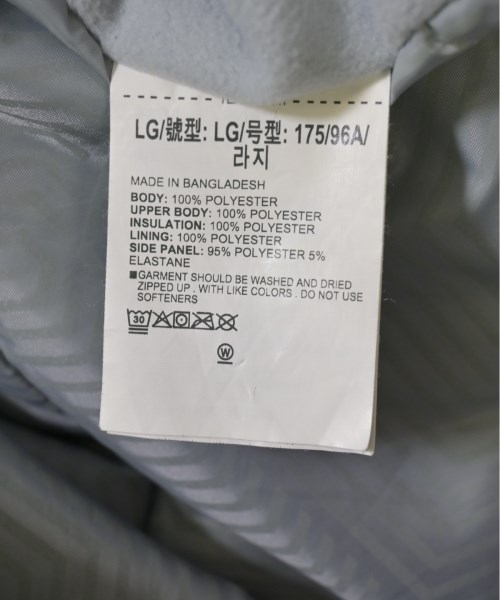 LG/號型: LG/号型: 175/96A/
라지
MADE IN BANGLADESH
BODY: 100% POLYESTER
UPPER BODY: 100% POLYESTER
INSULATION: 100% POLYESTER
LINING: 100% POLYESTER
SIDE PANEL: 95% POLYESTER 5%
ELASTANE
■GARMENT SHOULD BE WASHED AND DRIED
ZIPPED UP . WITH LIKE COLORS . DO NOT USE
SOFTENERS
30
W